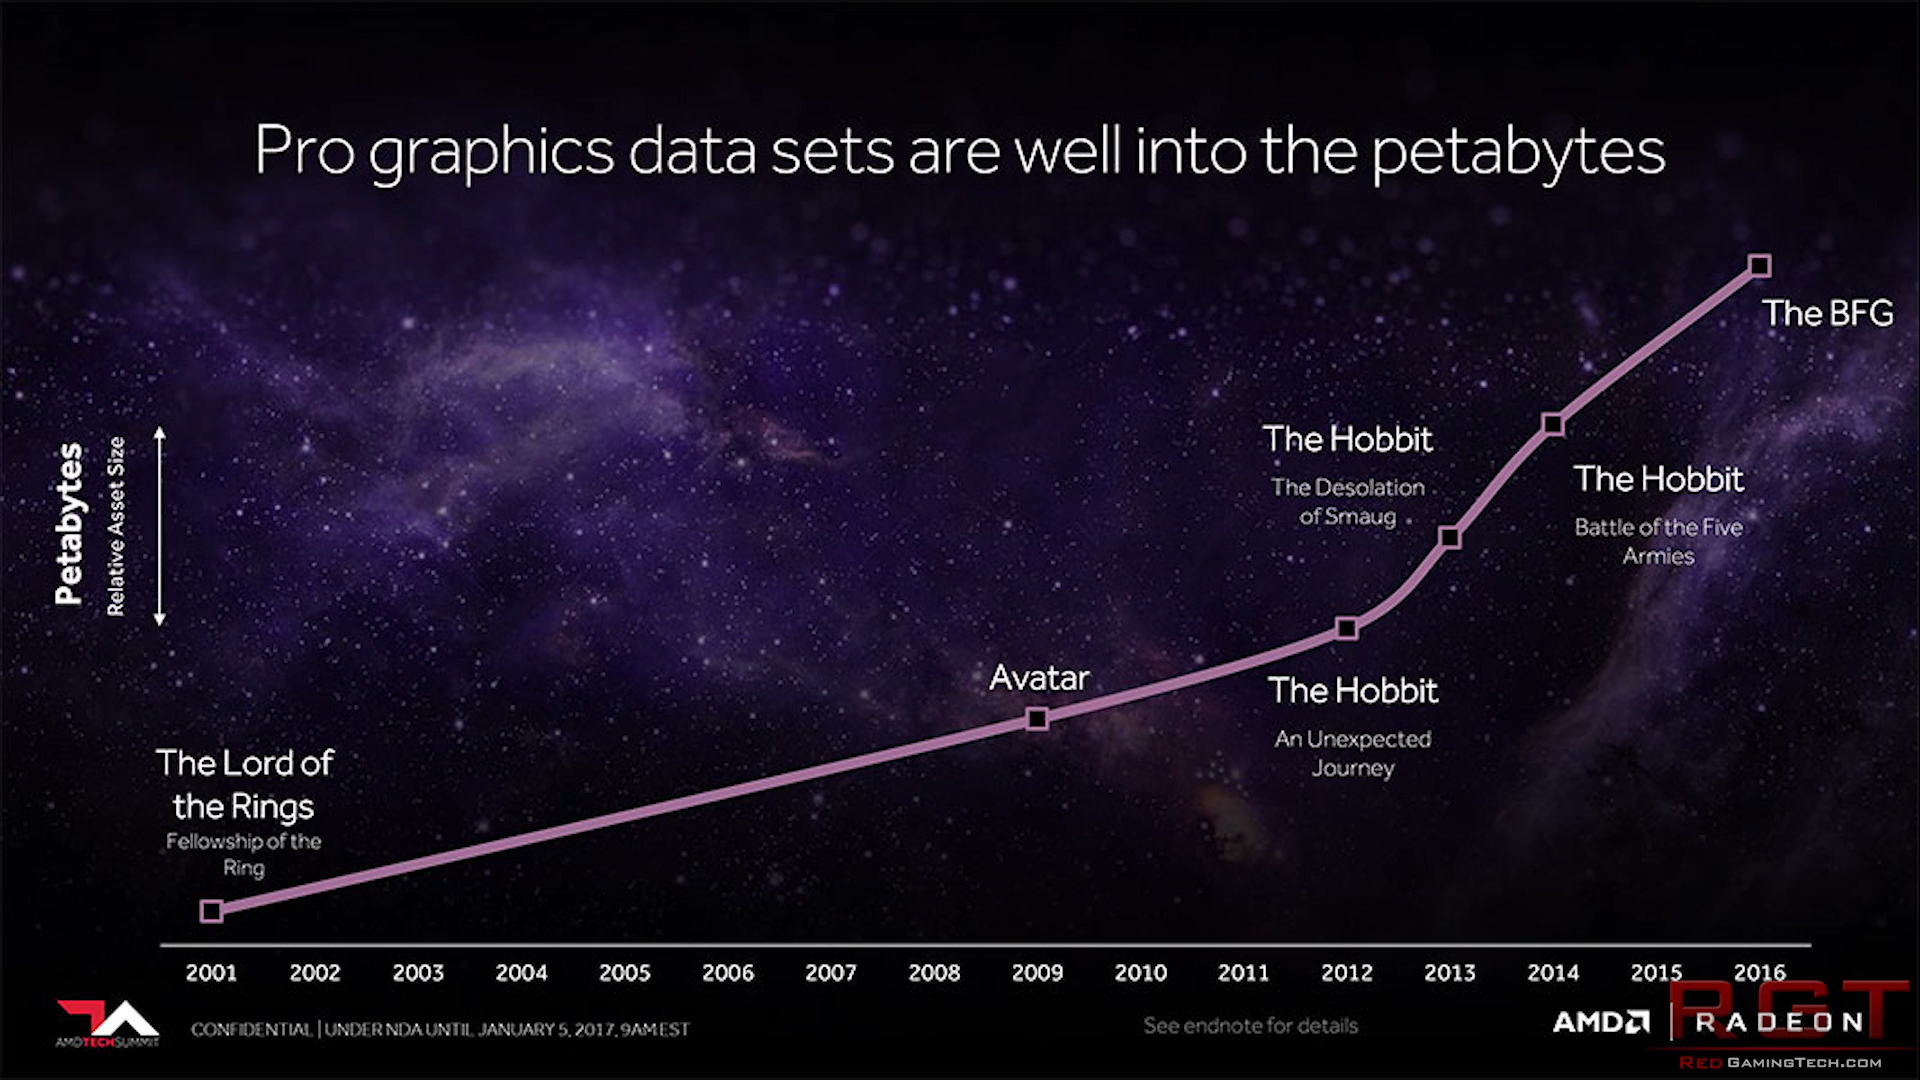 Pro graphics data sets are well into the petabytes
The BFG
The Hobbit
The Desolation
of Smaug
The Hobbit
Battle of the Five
Armies
Petabytes
Relative Asset Size
Avatar
The Hobbit
An Unexpected
Journey
The Lord of
the Rings
Fellowship of the
Ring
2001 2002 2003 2004 2005 2006 2007 2008 2009 2010 2011 2012 2013 2014 2015 2016
AMDTECHSUMMIT
CONFIDENTIAL | UNDER NDA UNTIL JANUARY 5, 2017, 9AM EST
See endnote for details
AMD | RADEON
RGT
REDGAMINGTECH.COM